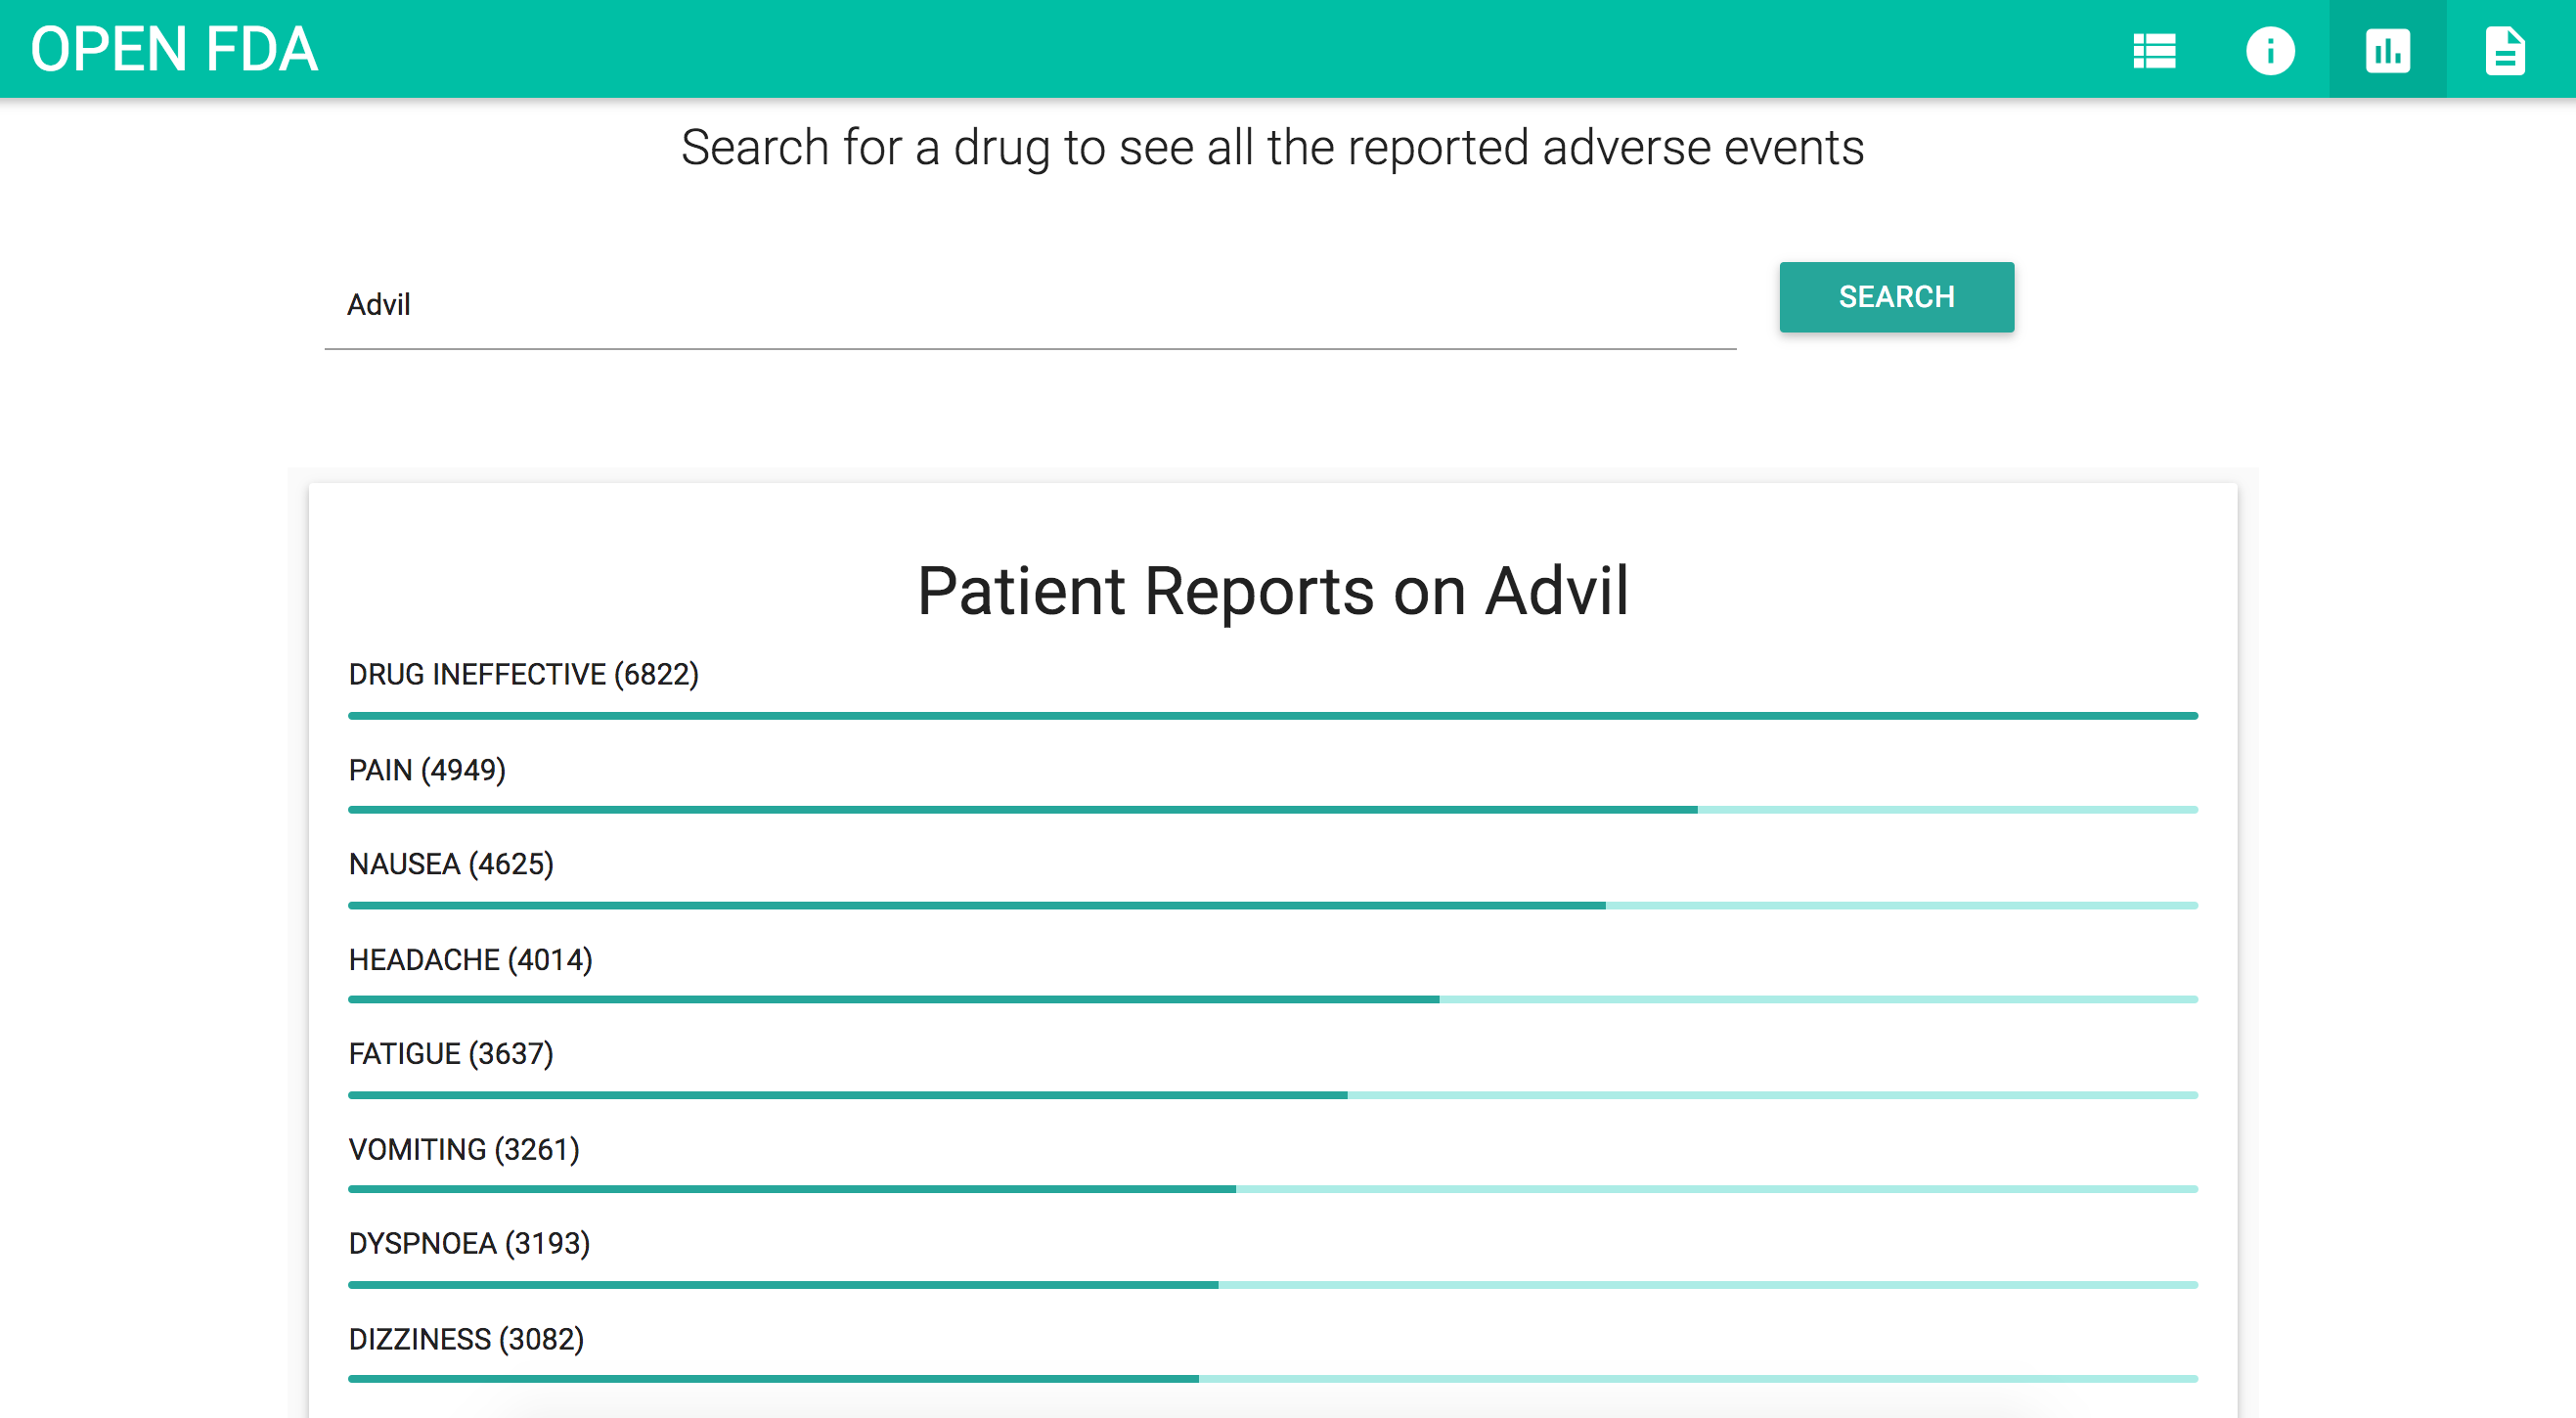 OPEN FDA
Search for a drug to see all the reported adverse events
Advil
SEARCH
Patient Reports on Advil
DRUG INEFFECTIVE (6822)
PAIN (4949)
NAUSEA (4625)
HEADACHE (4014)
FATIGUE (3637)
VOMITING (3261)
DYSPNOEA (3193)
DIZZINESS (3082)